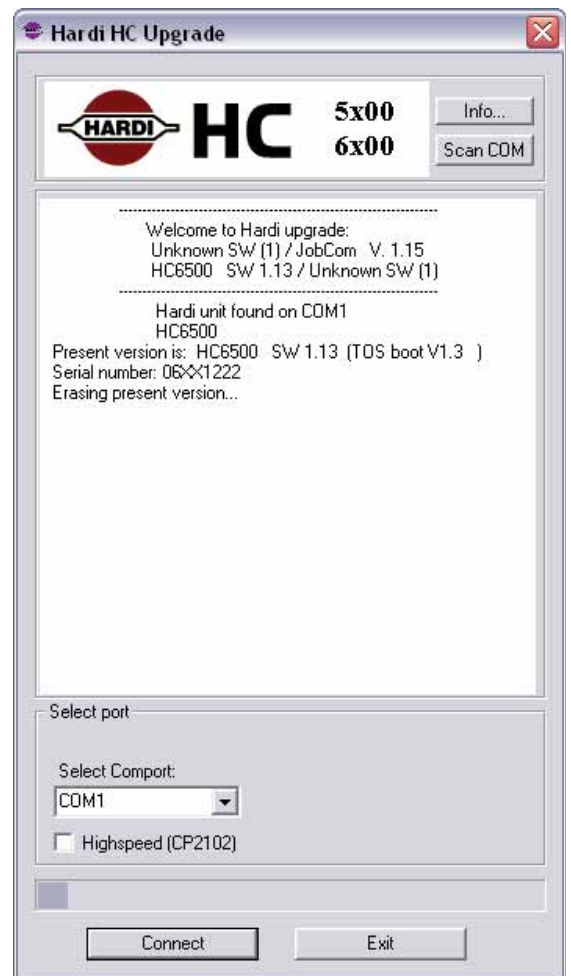 Hardi HC Upgrade
HARDI HC 5x00
6x00
Info...
Scan COM
----------------------------------------------------------------
Welcome to Hardi upgrade:
Unknown SW (1) / JobCom V. 1.15
HC6500 SW 1.13 / Unknown SW (1)
----------------------------------------------------------------
Hardi unit found on COM1
HC6500
Present version is: HC6500 SW 1.13 (TOS boot V1.3 )
Serial number: 06XX1222
Erasing present version...
Select port
Select Comport:
COM1
Highspeed (CP2102)
Connect
Exit